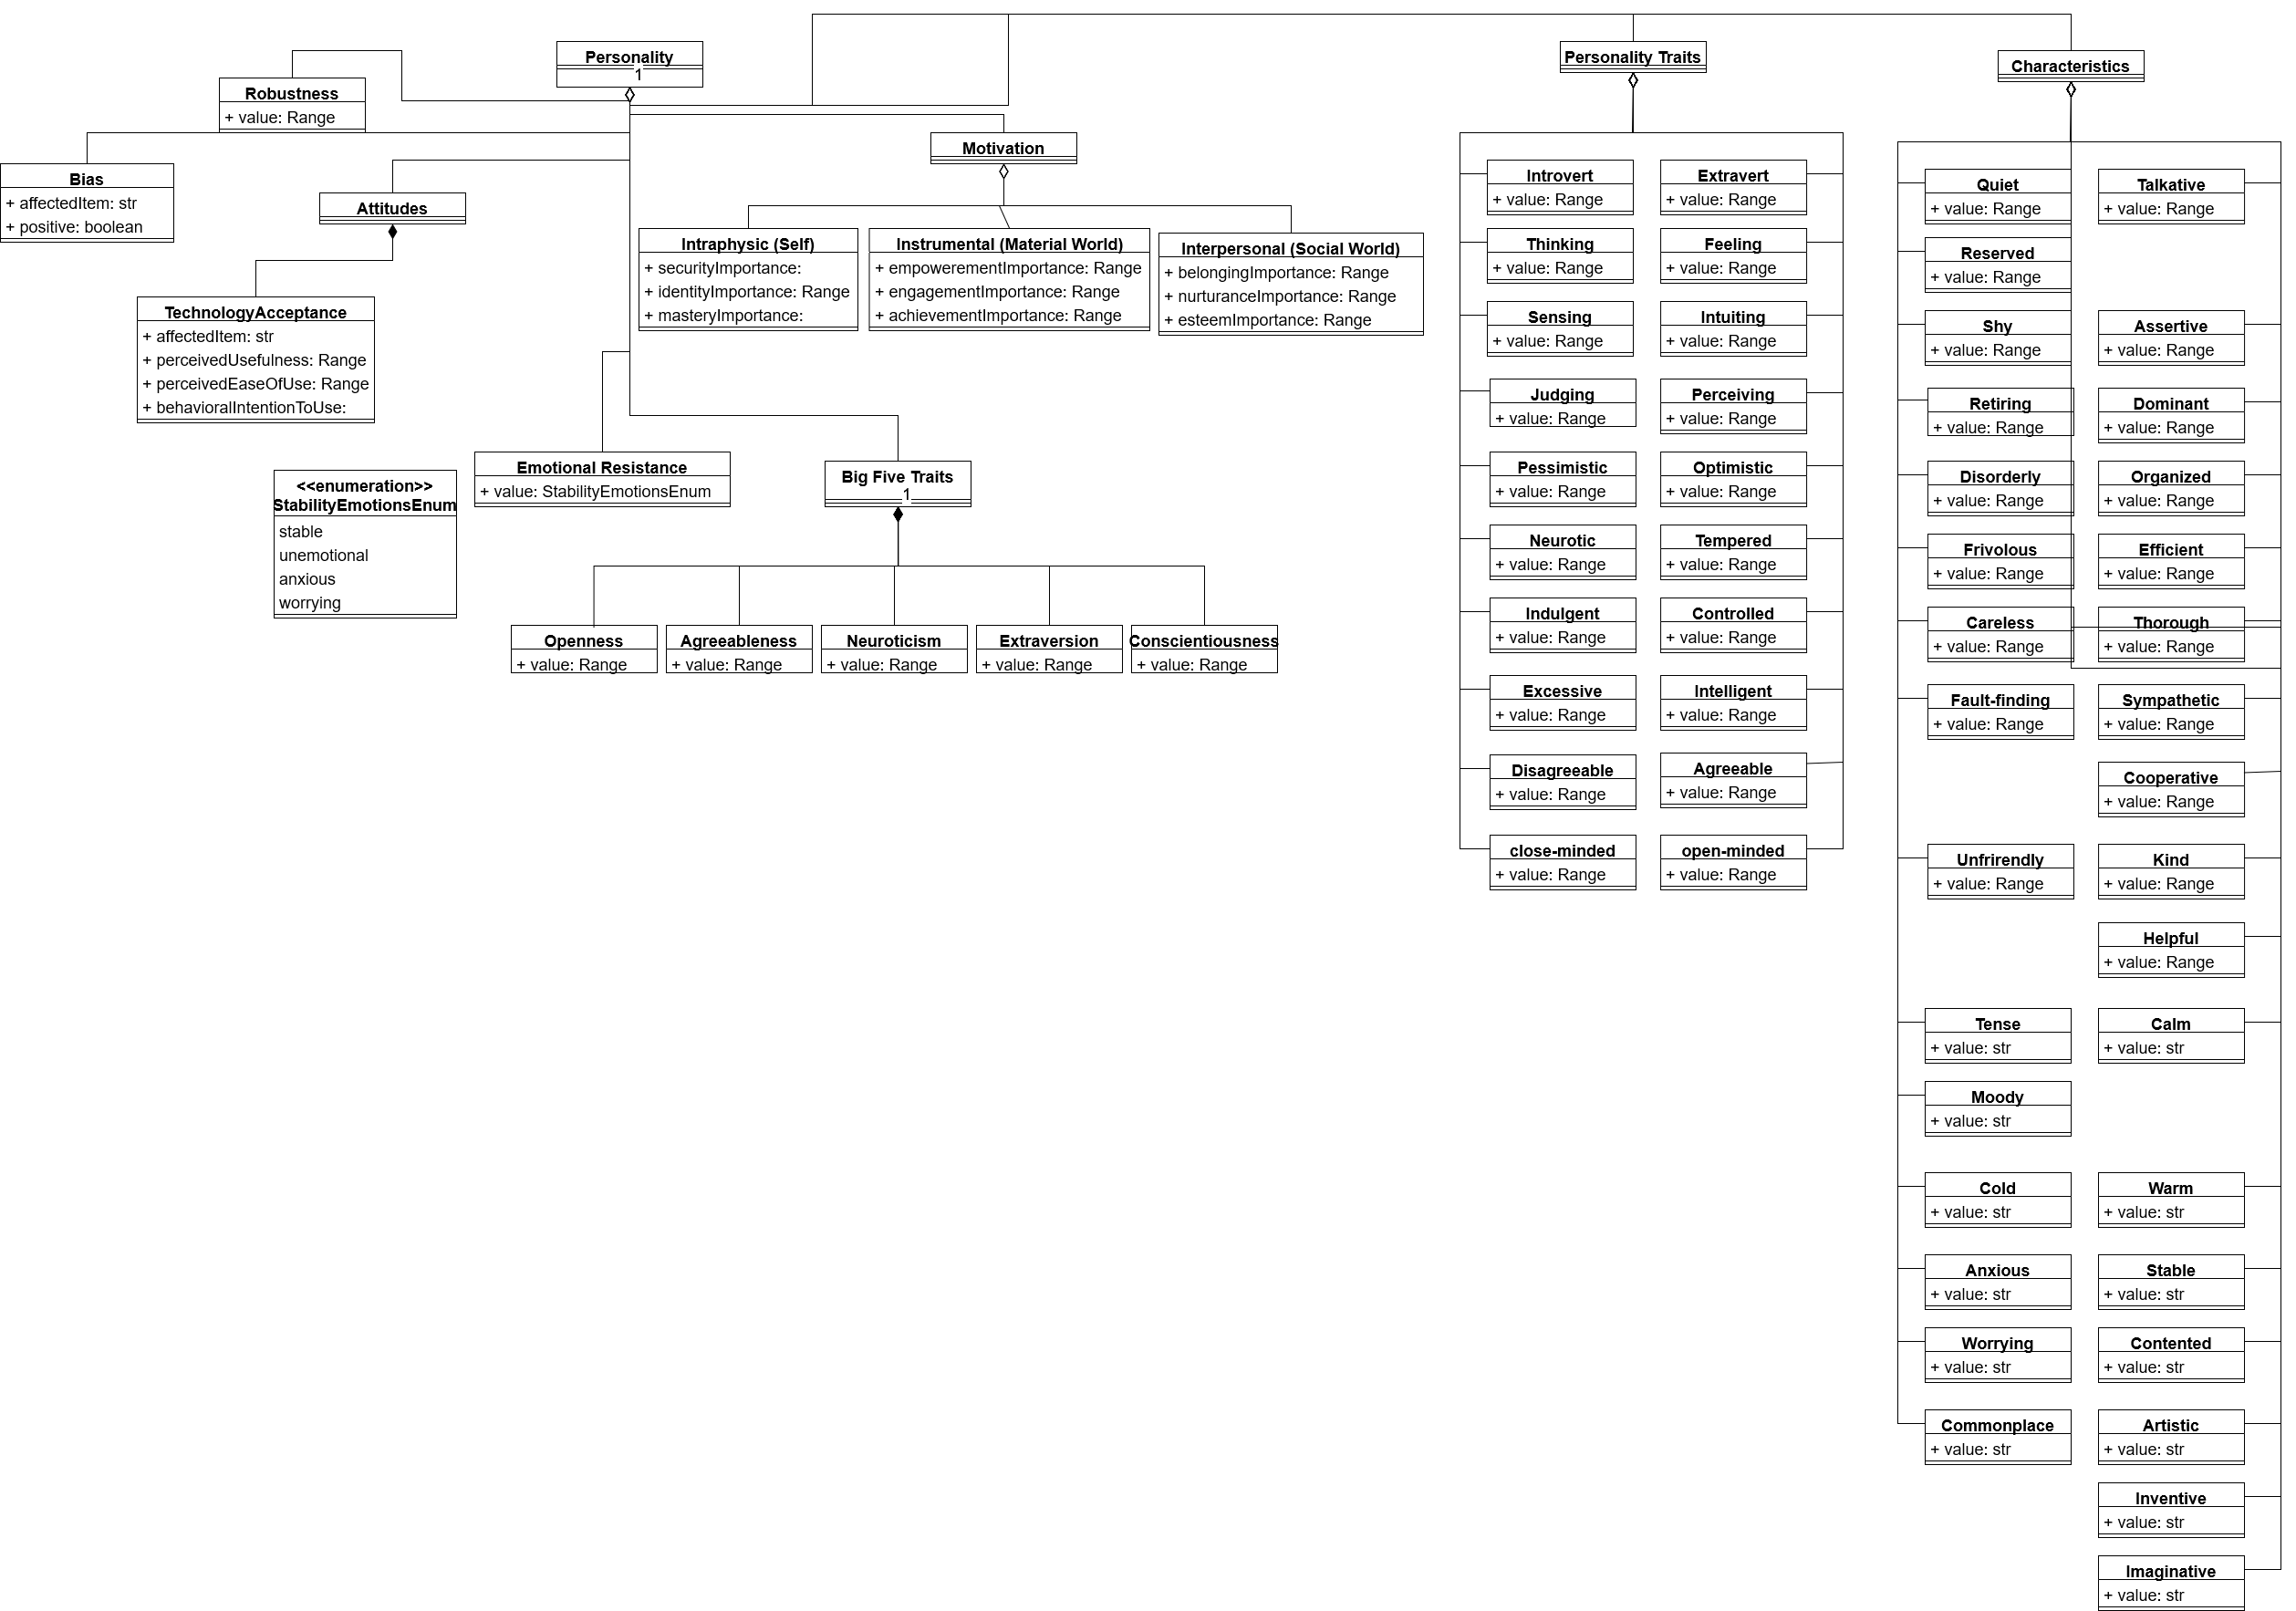 Personality
1
Personality Traits
Characteristics
Robustness
+ value: Range
Bias
+ affectedItem: str
+ positive: boolean
Attitudes
TechnologyAcceptance
+ affectedItem: str
+ perceivedUsefulness: Range
+ perceivedEaseOfUse: Range
+ behavioralIntentionToUse:
Motivation
Intraphysic (Self)
+ securityImportance:
+ identityImportance: Range
+ masteryImportance:
Instrumental (Material World)
+ empowerementImportance: Range
+ engagementImportance: Range
+ achievementImportance: Range
Interpersonal (Social World)
+ belongingImportance: Range
+ nurturanceImportance: Range
+ esteemImportance: Range
<<enumeration>>
StabilityEmotionsEnum
stable
unemotional
anxious
worrying
Emotional Resistance
+ value: StabilityEmotionsEnum
Big Five Traits
1
Openness
+ value: Range
Agreeableness
+ value: Range
Neuroticism
+ value: Range
Extraversion
+ value: Range
Conscientiousness
+ value: Range
Introvert
+ value: Range
Extravert
+ value: Range
Thinking
+ value: Range
Feeling
+ value: Range
Sensing
+ value: Range
Intuiting
+ value: Range
Judging
+ value: Range
Perceiving
+ value: Range
Pessimistic
+ value: Range
Optimistic
+ value: Range
Neurotic
+ value: Range
Tempered
+ value: Range
Indulgent
+ value: Range
Controlled
+ value: Range
Excessive
+ value: Range
Intelligent
+ value: Range
Disagreeable
+ value: Range
Agreeable
+ value: Range
close-minded
+ value: Range
open-minded
+ value: Range
Quiet
+ value: Range
Talkative
+ value: Range
Reserved
+ value: Range
Shy
+ value: Range
Assertive
+ value: Range
Retiring
+ value: Range
Dominant
+ value: Range
Disorderly
+ value: Range
Organized
+ value: Range
Frivolous
+ value: Range
Efficient
+ value: Range
Careless
+ value: Range
Thorough
+ value: Range
Fault-finding
+ value: Range
Sympathetic
+ value: Range
Cooperative
+ value: Range
Unfrirendly
+ value: Range
Kind
+ value: Range
Helpful
+ value: Range
Tense
+ value: str
Calm
+ value: str
Moody
+ value: str
Cold
+ value: str
Warm
+ value: str
Anxious
+ value: str
Stable
+ value: str
Worrying
+ value: str
Contented
+ value: str
Commonplace
+ value: str
Artistic
+ value: str
Inventive
+ value: str
Imaginative
+ value: str